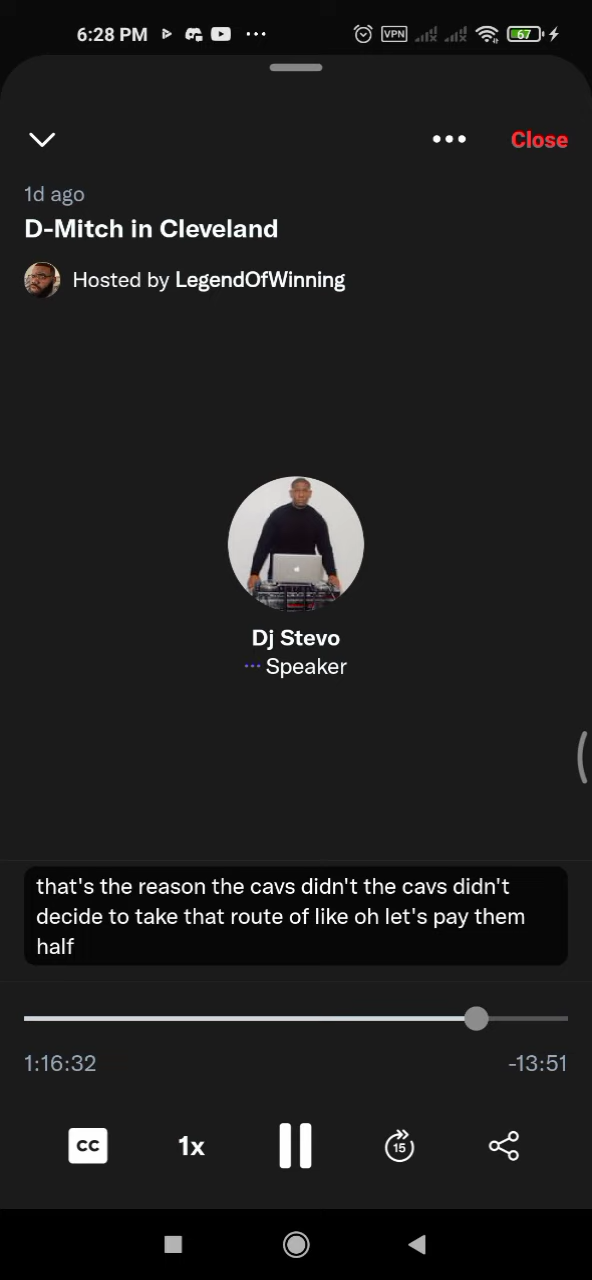 6:28 PM ... VPN 67
... Close
1d ago
D-Mitch in Cleveland
Hosted by LegendOfWinning
Dj Stevo
... Speaker
that's the reason the cavs didn't the cavs didn't
decide to take that route of like oh let's pay them
half
1:16:32 -13:51
CC 1x 15